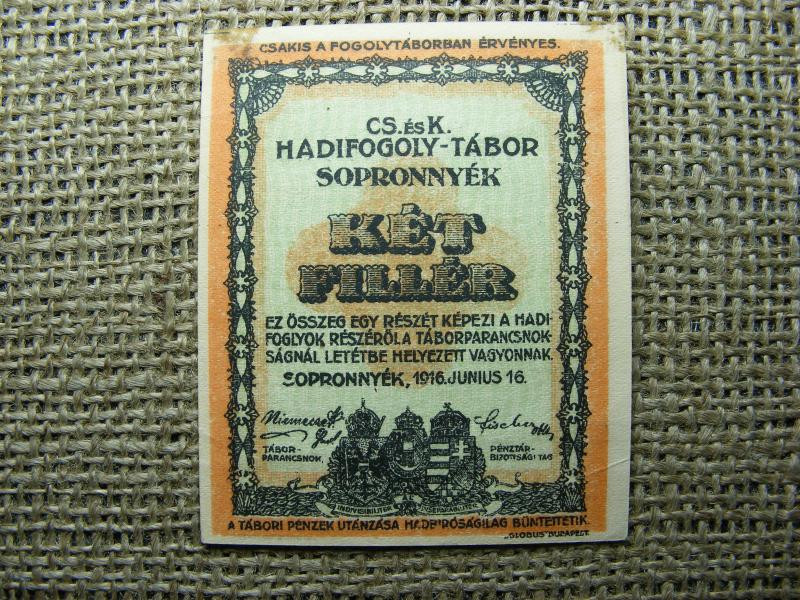 CSAKIS A FOGOLYTÁBORBAN ÉRVÉNYES.
CS. ÉS K.
HADIFOGOLY-TÁBOR
SOPRONNYÉK
KÉT
FILLÉR
EZ ÖSSZEG EGY RÉSZÉT KÉPEZI A HADI-
FOGLYOK RÉSZÉRŐL A TÁBORPARANCSNOK-
SÁGNÁL LETÉTBE HELYEZETT VAGYONNAK.
SOPRONNYÉK, 1916. JUNIUS 16.
TÁBOR-
PARANCSNOK.
PÉNZTÁR-
BIZOTTSÁGI TAG
INDIVISIBILITER
A TÁBORI PÉNZEK UTÁNZÁSA HADBIRÓSÁGILAG BÜNTETTETIK.
„GLOBUS" BUDAPEST.